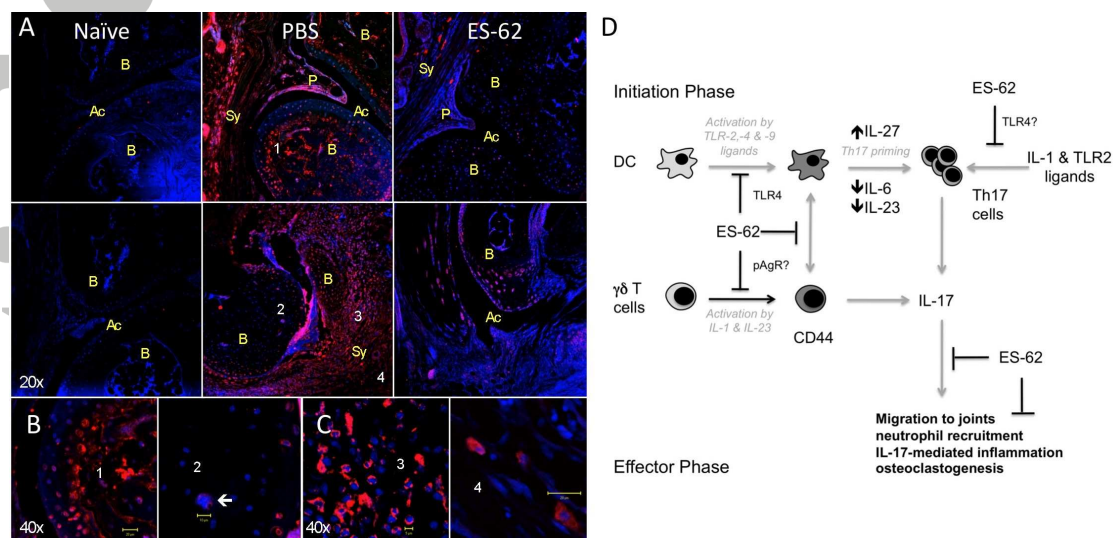 A
Naïve
PBS
ES-62
B
Ac
B
B
P
Sy
Ac
1
B
Sy
B
P
Ac
B
B
Ac
B
20x
B
2
3
B
Sy
4
B
Ac
B
1
40x
2
C
3
40x
4
D
Initiation Phase
ES-62
Activation by
TLR-2,-4 & -9
ligands
IL-27
TLR4?
Th17 priming
DC
IL-1 & TLR2
ligands
IL-6
IL-23
Th17
cells
TLR4
ES-62
pAgR?
γδ T
cells
IL-17
Activation by
IL-1 & IL-23
CD44
ES-62
Migration to joints
neutrophil recruitment
IL-17-mediated inflammation
osteoclastogenesis
Effector Phase